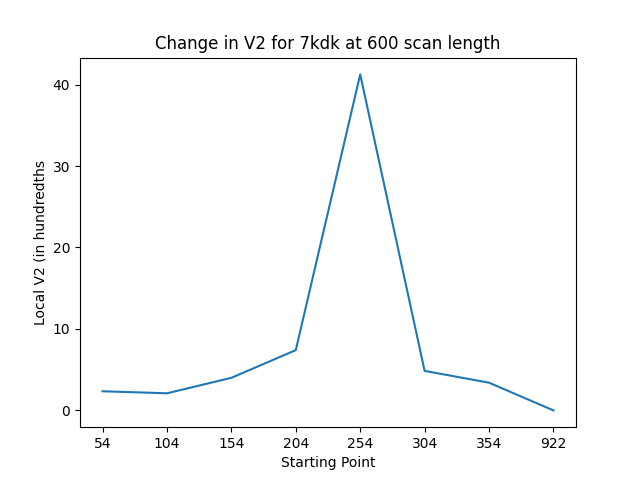 Change in V2 for 7kdk at 600 scan length
Local V2 (in hundredths
40
30
20
10
0
54 104 154 204 254 304 354 922
Starting Point